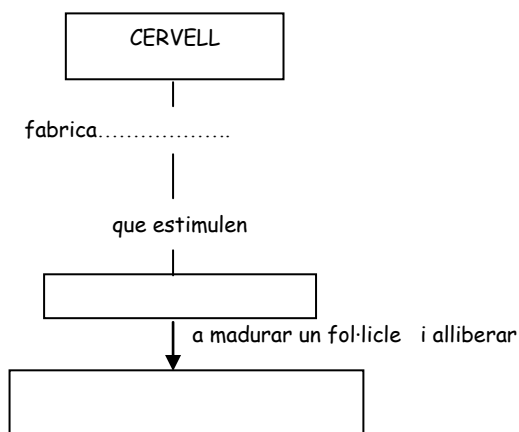 CERVELL
fabrica...................
que estimulen
a madurar un fol·licle i alliberar